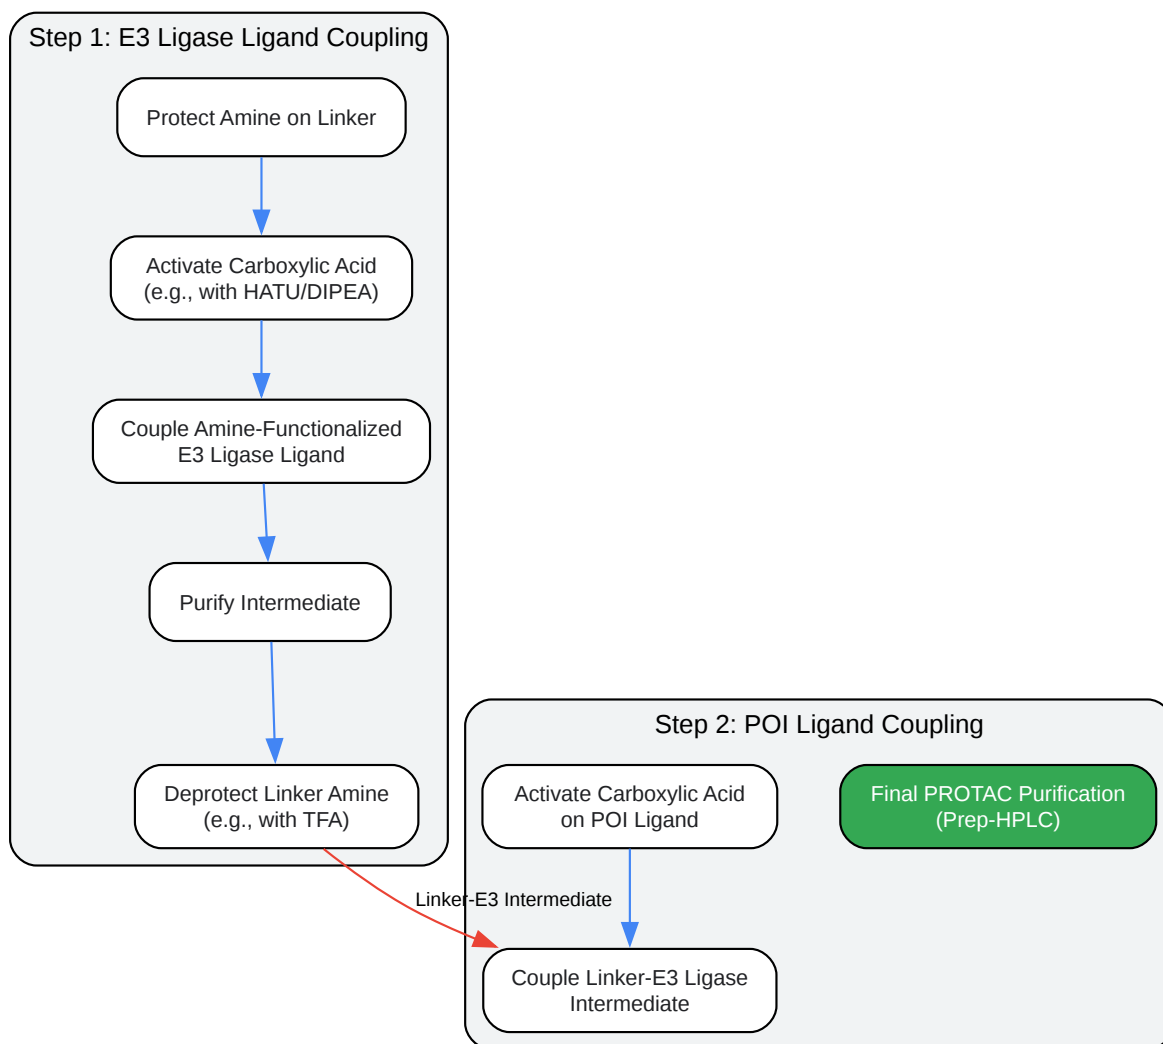 Step 1: E3 Ligase Ligand Coupling
Protect Amine on Linker
Activate Carboxylic Acid
(e.g., with HATU/DIPEA)
Couple Amine-Functionalized
E3 Ligase Ligand
Purify Intermediate
Deprotect Linker Amine
(e.g., with TFA)
Linker-E3 Intermediate
Step 2: POI Ligand Coupling
Activate Carboxylic Acid
on POI Ligand
Couple Linker-E3 Ligase
Intermediate
Final PROTAC Purification
(Prep-HPLC)